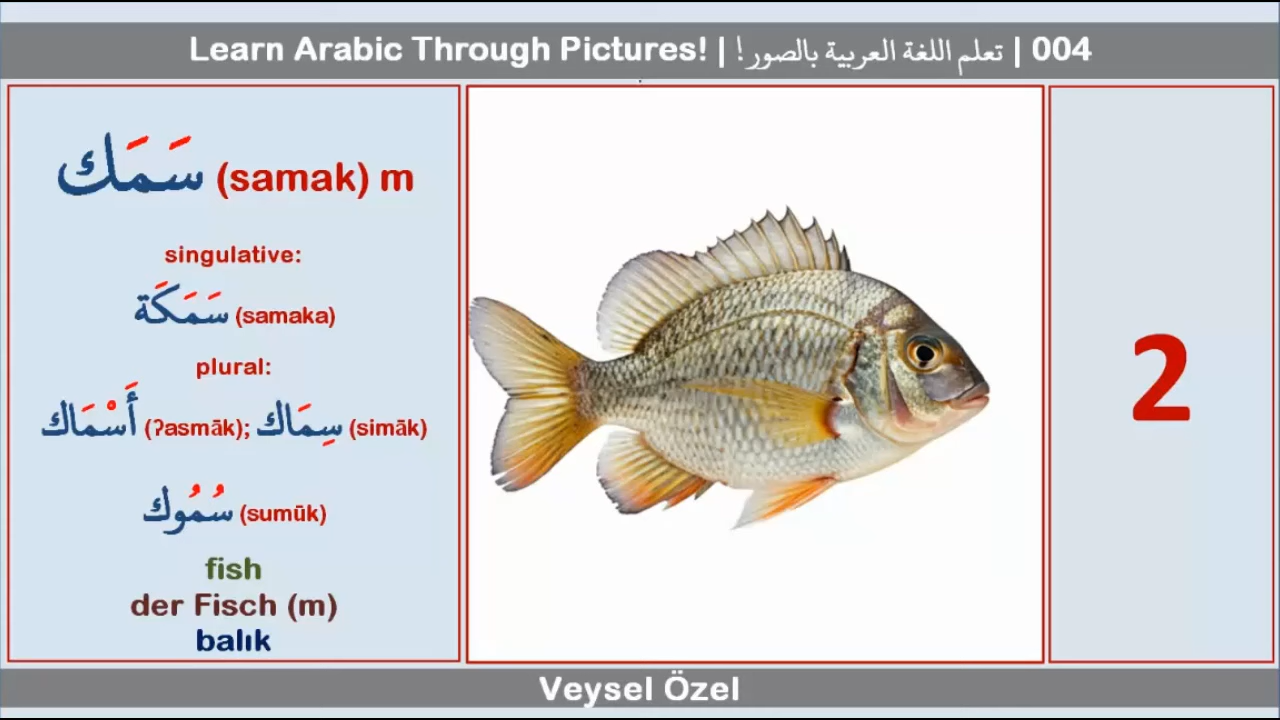 Learn Arabic Through Pictures! | تعلم اللغة العربية بالصور! | 004
سَمَك (samak) m
singulative:
سَمَكَة (samaka)
plural:
أَسْمَاك (ʔasmāk); سِمَاك (simāk)
سُمُوك (sumūk)
fish
der Fisch (m)
balık
2
Veysel Özel